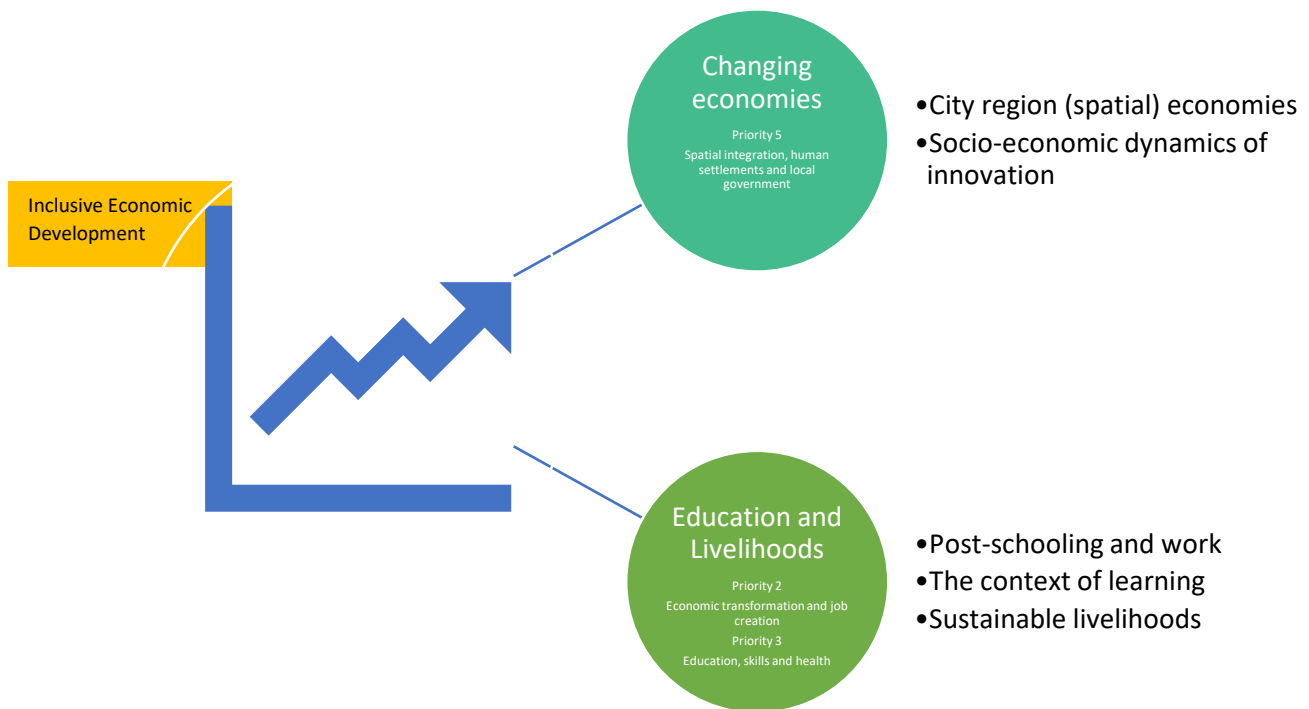 Inclusive Economic
Development
Changing
economies
Priority 5
Spatial integration, human
settlements and local
government
•City region (spatial) economies
•Socio-economic dynamics of
innovation
Education and
Livelihoods
Priority 2
Economic transformation and job
creation
Priority 3
Education, skills and health
•Post-schooling and work
•The context of learning
•Sustainable livelihoods